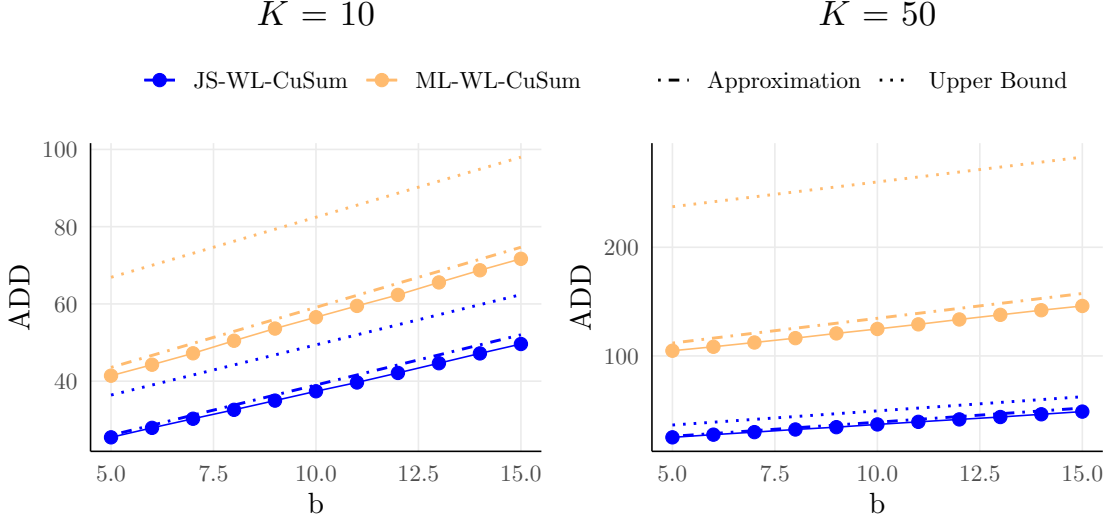 K = 10
K = 50
JS-WL-CuSum
ML-WL-CuSum
Approximation
Upper Bound
ADD
100
80
60
40
5.0
7.5
10.0
12.5
15.0
b
ADD
200
100
5.0
7.5
10.0
12.5
15.0
b